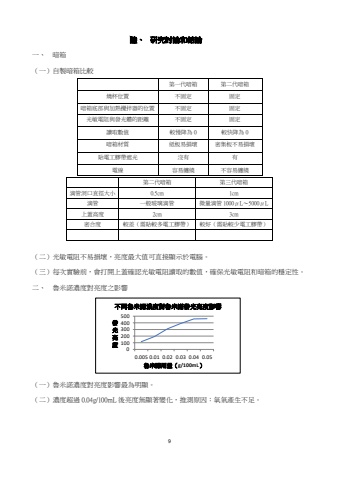 陸、 研究討論和結論
一、 暗箱
（一）自製暗箱比較
第一代暗箱 第二代暗箱
燒杯位置 不固定 固定
暗箱底部與加熱攪拌器的位置 不固定 固定
光敏電阻與發光體的距離 不固定 固定
讀取數值 較慢降為 0 較快降為 0
暗箱材質 紙板易損壞 密集板不易損壞
貼電工膠帶遮光 沒有 有
電線 容易纏繞 不容易纏繞
第二代暗箱 第三代暗箱
滴管洞口直徑大小 0.5cm 1cm
滴管 一般玻璃滴管 微量滴管 1000μL～5000μL
上蓋高度 2cm 3cm
密合度 較差（需貼較多電工膠帶） 較好（需貼較少電工膠帶）
（二）光敏電阻不易損壞，亮度最大值可直接顯示於電腦。
（三）每次實驗前，會打開上蓋確認光敏電阻讀取的數值，確保光敏電阻和暗箱的穩定性。
二、 魯米諾濃度對亮度之影響
不同魯米諾濃度對魯米諾發光亮度影響
發光亮度
500
400
300
200
100
0
0.005 0.01 0.02 0.03 0.04 0.05
魯米諾用量（g/100mL）
（一）魯米諾濃度對亮度影響最為明顯。
（二）濃度超過 0.04g/100mL 後亮度無顯著變化，推測原因：氧氣產生不足。
9